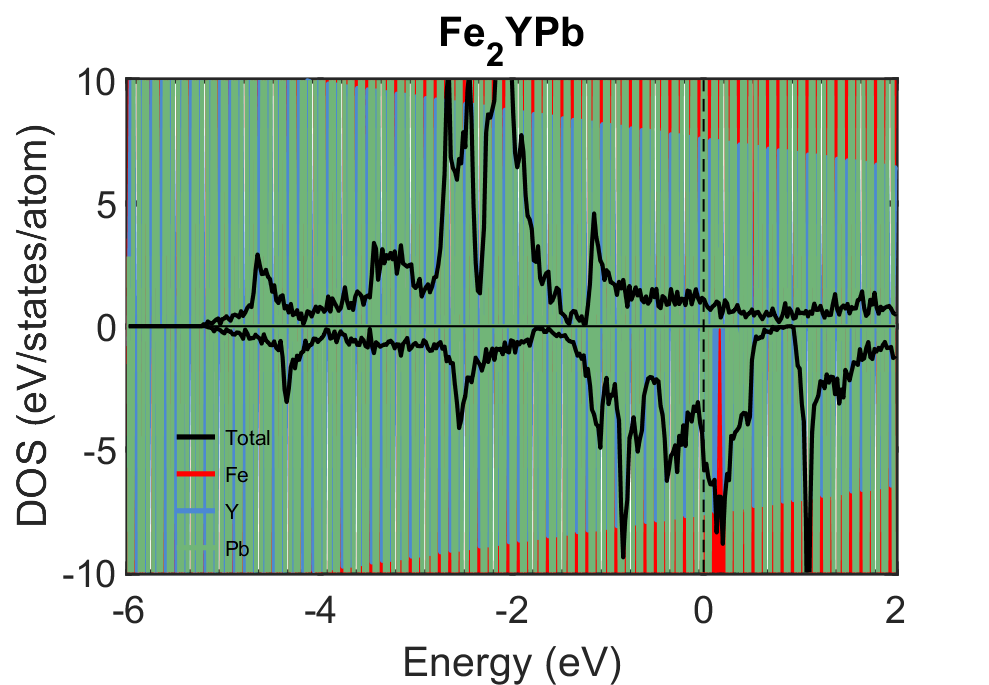 Fe2YPb
10
5
0
-5
-10
DOS (eV/states/atom)
Total
Fe
Y
Pb
-6 -4 -2 0 2
Energy (eV)